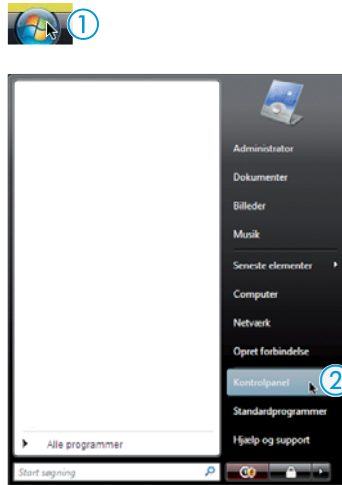 1
Administrator
Dokumenter
Billeder
Musik
Seneste elementer
Computer
Netværk
Opret forbindelse
Kontrolpanel
2
Standardprogrammer
Hjælp og support
Alle programmer
Start søgning